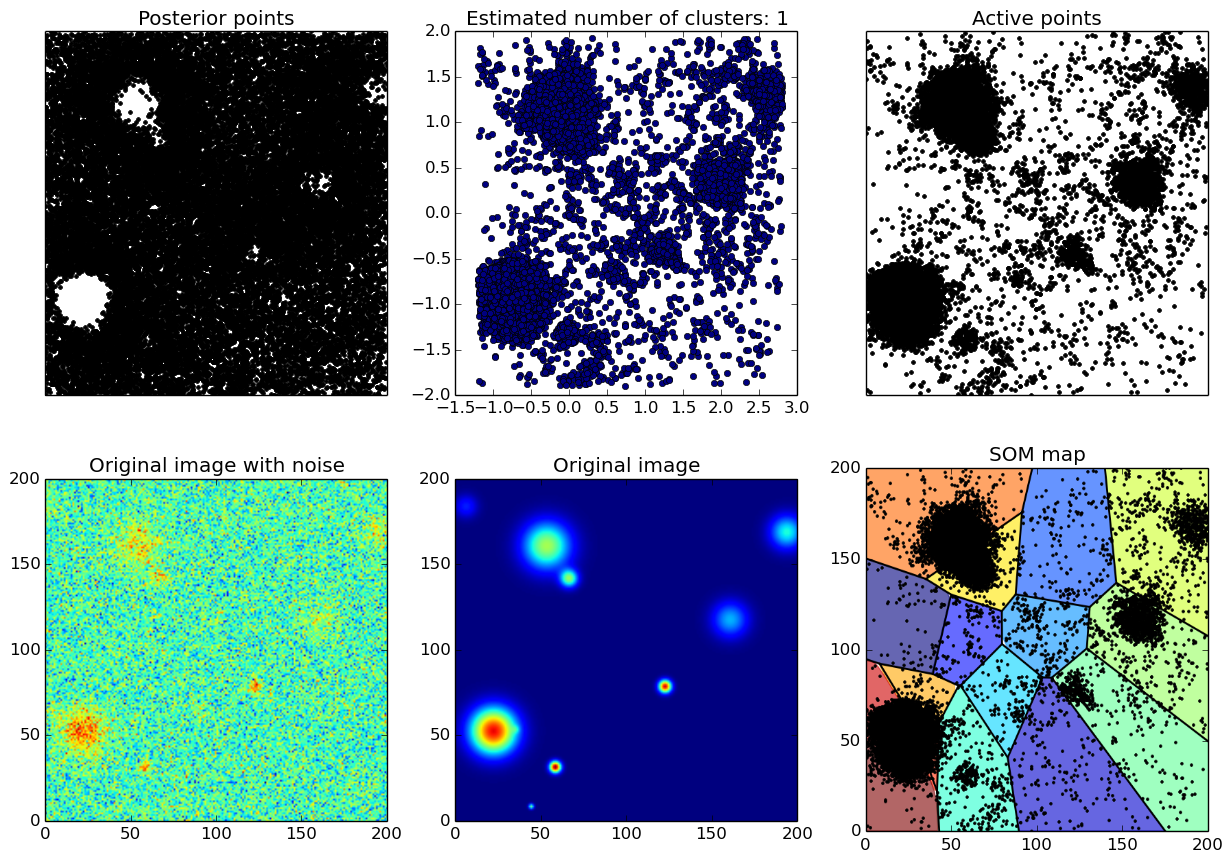 Posterior points
Estimated number of clusters: 1
Active points
2.0
1.5
1.0
0.5
0.0
−0.5
−1.0
−1.5
−2.0
−1.5 −1.0 −0.5 0.0 0.5 1.0 1.5 2.0 2.5 3.0
Original image with noise
200
150
100
50
0
0 50 100 150 200
Original image
200
150
100
50
0
0 50 100 150 200
SOM map
200
150
100
50
0
0 50 100 150 200